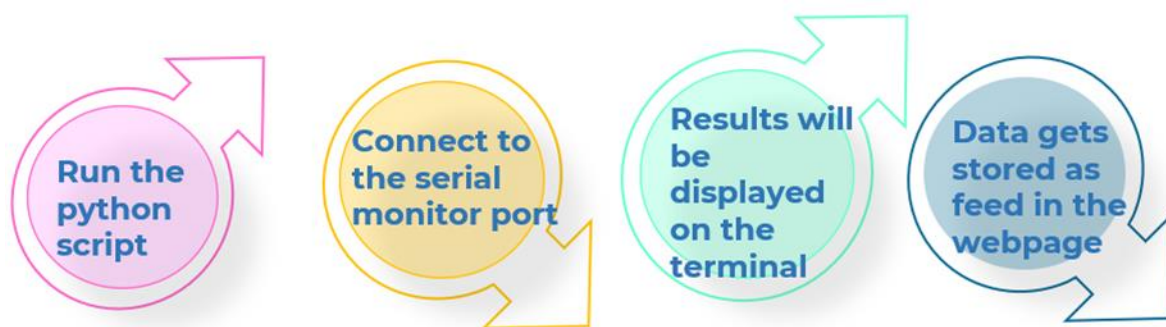 Run the
python
script
Connect to
the serial
monitor port
Results will
be
displayed
on the
terminal
Data gets
stored as
feed in the
webpage